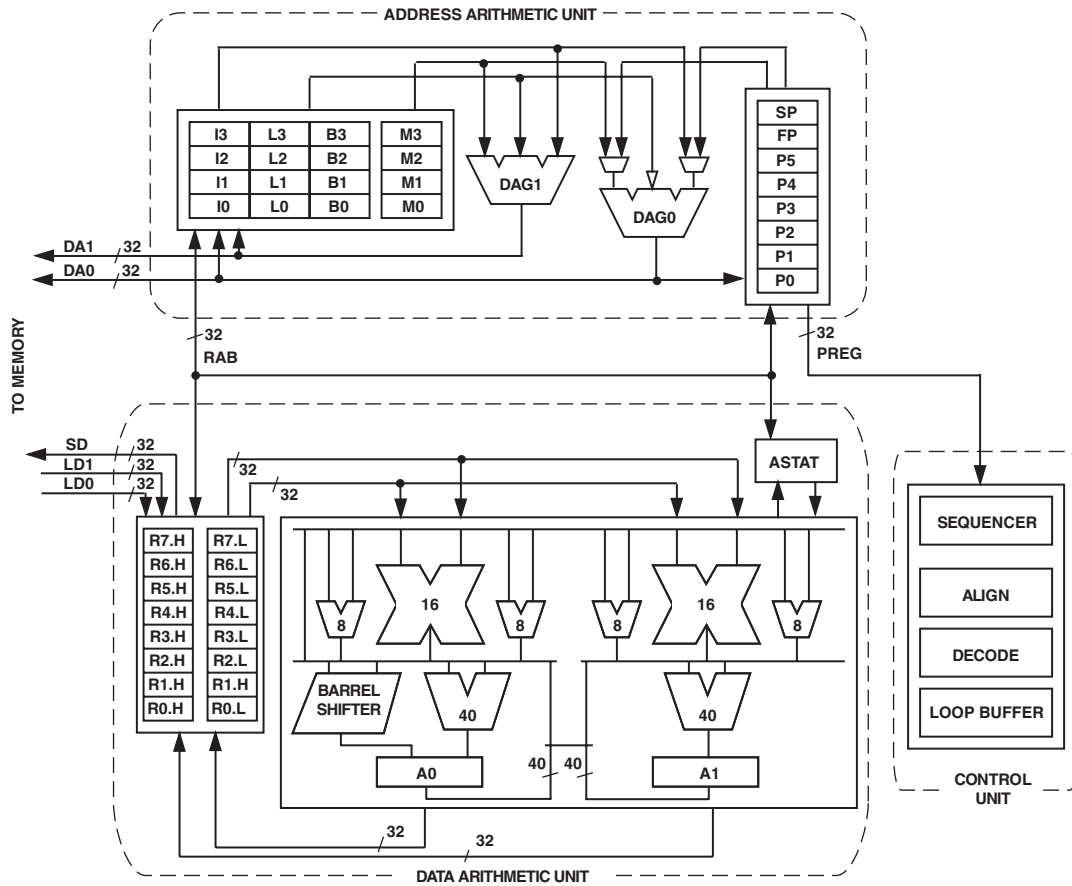 ADDRESS ARITHMETIC UNIT
SP
FP
P5
P4
P3
P2
P1
P0
I3 L3 B3 M3
I2 L2 B2 M2
I1 L1 B1 M1
I0 L0 B0 M0
DAG1
DAG0
DA1 32
DA0 32
32
RAB
32
PREG
TO MEMORY
SD 32
LD1 32
LD0 32
32
32
ASTAT
R7.H R7.L
R6.H R6.L
R5.H R5.L
R4.H R4.L
R3.H R3.L
R2.H R2.L
R1.H R1.H
R0.H R0.L
8 16 8 8 16 8
BARREL
SHIFTER
40 40
A0 40 40 A1
32
32
DATA ARITHMETIC UNIT
SEQUENCER
ALIGN
DECODE
LOOP BUFFER
CONTROL
UNIT